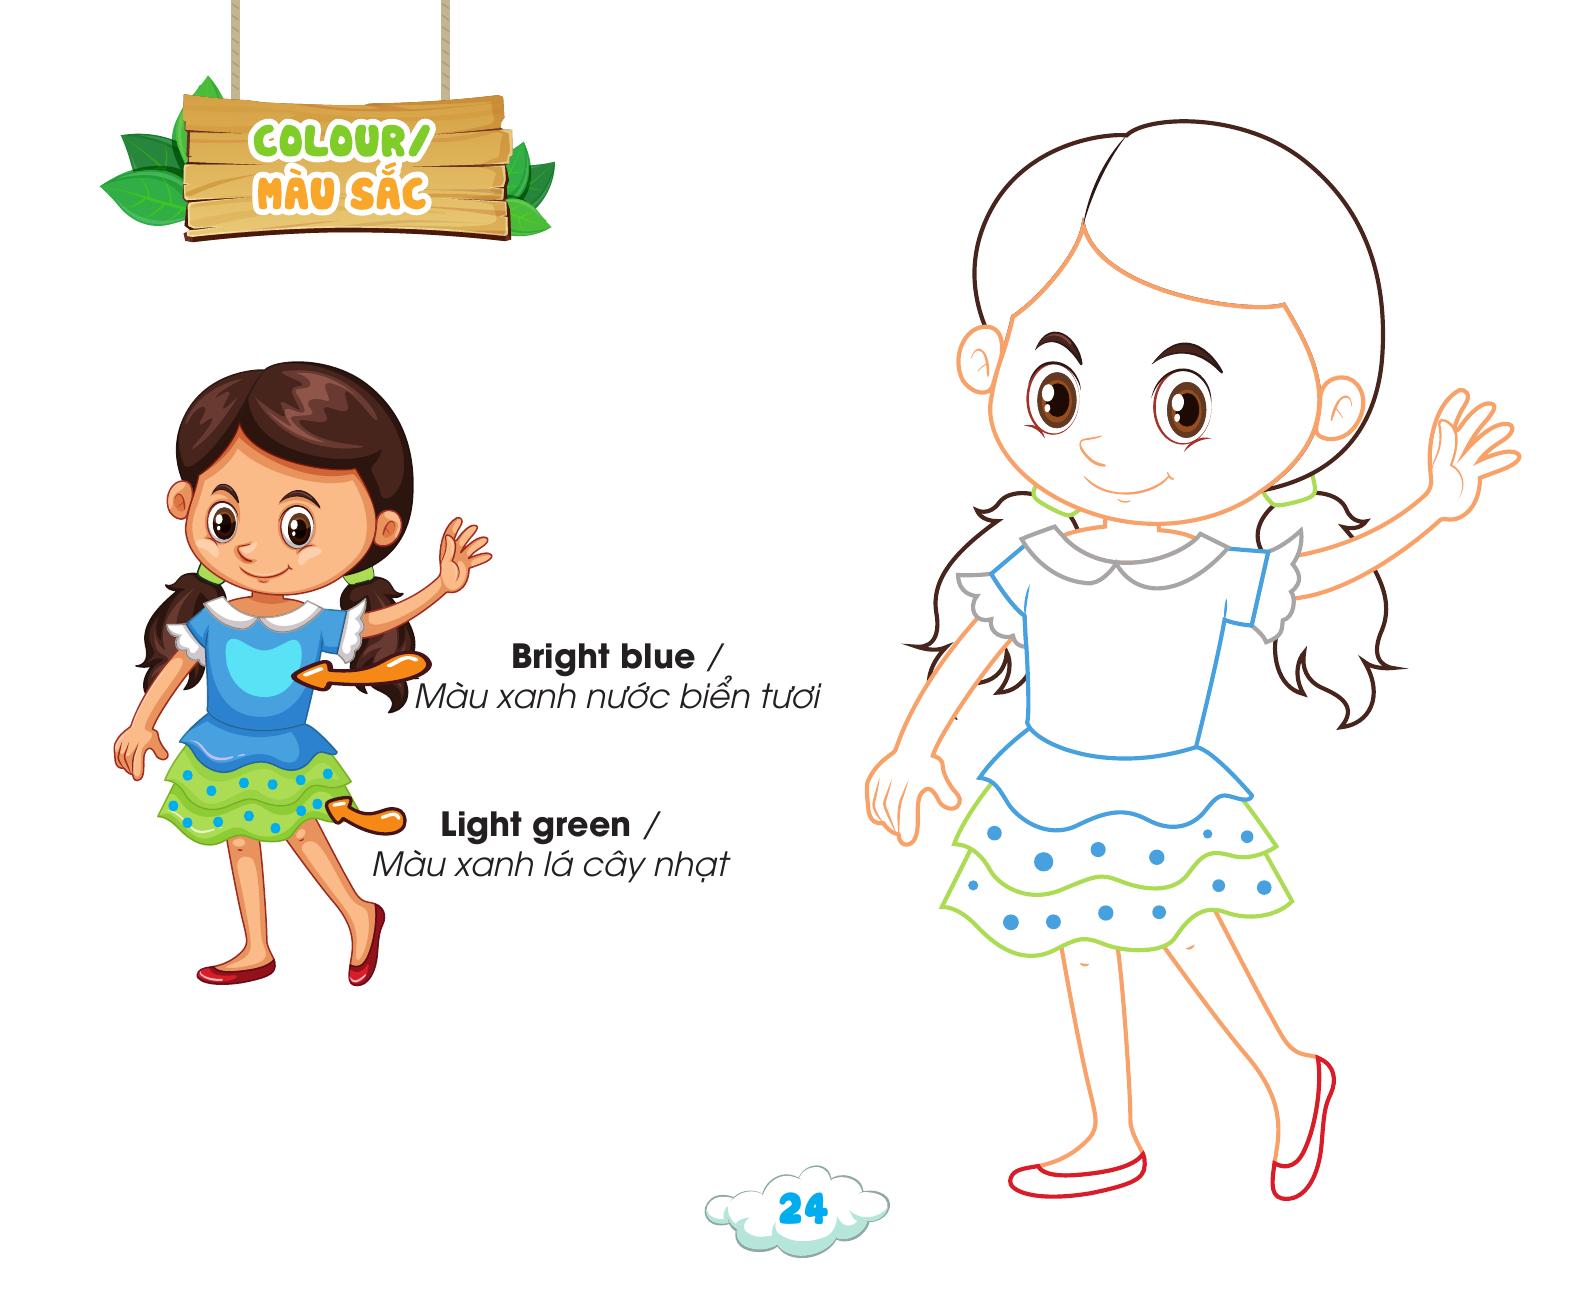 COLOUR/
MÀU SẮC
Bright blue /
Màu xanh nước biển tươi
Light green /
Màu xanh lá cây nhạt
24